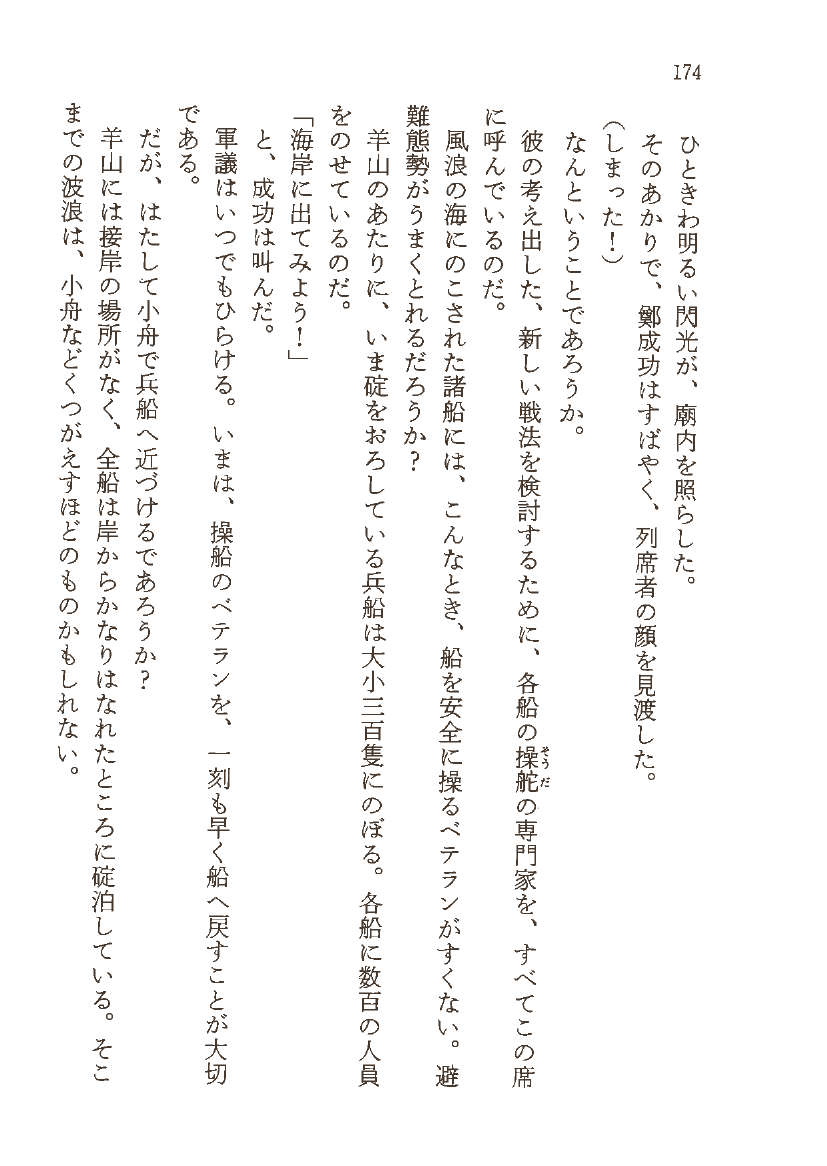 174
ひときわ明るい閃光が、廟内を照らした。
そのあかりで、鄭成功はすばやく、列席者の顔を見渡した。
（しまった！）
なんということであろうか。
彼の考え出した、新しい戦法を検討するために、各船の操舵そうだの専門家を、すべてこの席
に呼んでいるのだ。
風浪の海にのこされた諸船には、こんなとき、船を安全に操るベテランがすくない。避
難態勢がうまくとれるだろうか？
羊山のあたりに、いま碇をおろしている兵船は大小三百隻にのぼる。各船に数百の人員
をのせているのだ。
「海岸に出てみよう！」
と、成功は叫んだ。
軍議はいつでもひらける。いまは、操船のベテランを、一刻も早く船へ戻すことが大切
である。
だが、はたして小舟で兵船へ近づけるであろうか？
羊山には接岸の場所がなく、全船は岸からかなりはなれたところに碇泊している。そこ
までの波浪は、小舟などくつがえすほどのものかもしれない。